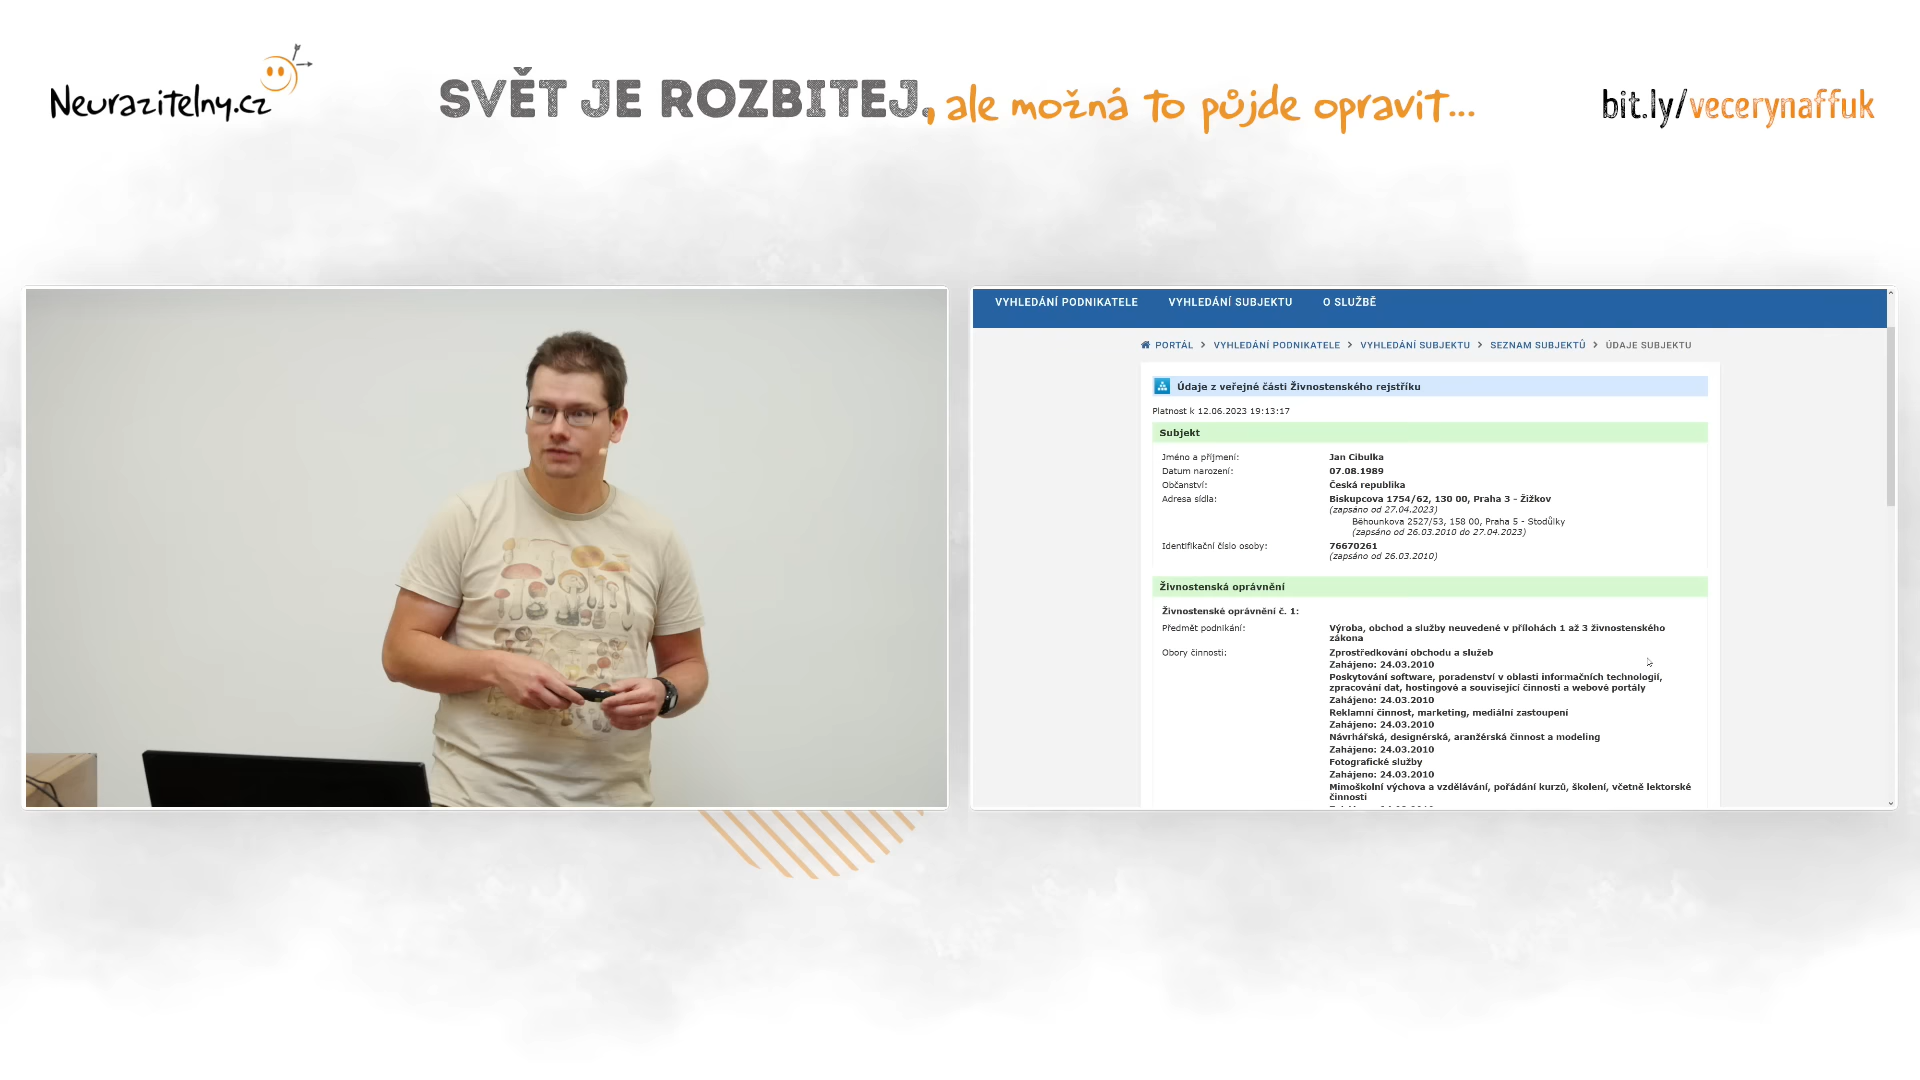 Neurazitelny.cz
SVĚT JE ROZBITEJ, ale možná to půjde opravit...
bit.ly/vecerynaffuk
VYHLEDÁNÍ PODNIKATELE VYHLEDÁNÍ SUBJEKTU O SLUŽBĚ
PORTÁL > VYHLEDÁNÍ PODNIKATELE > VYHLEDÁNÍ SUBJEKTU > SEZNAM SUBJEKTŮ > ÚDAJE SUBJEKTU
Údaje z veřejné části Živnostenského rejstříku
Platnost k 12.06.2023 19:13:17
Subjekt
Jméno a příjmení: Jan Cibulka
Datum narození: 07.08.1989
Občanství: Česká republika
Adresa sídla: Biskupcova 1754/62, 130 00, Praha 3 - Žižkov
(zapsáno od 27.04.2023)
Běhounkova 2527/53, 158 00, Praha 5 - Stodůlky
(zapsáno od 26.03.2010 do 27.04.2023)
Identifikační číslo osoby: 76670261
(zapsáno od 26.03.2010)
Živnostenská oprávnění
Živnostenské oprávnění č. 1:
Předmět podnikání: Výroba, obchod a služby neuvedené v přílohách 1 až 3 živnostenského
zákona
Obory činnosti: Zprostředkování obchodu a služeb
Zahájeno: 24.03.2010
Poskytování software, poradenství v oblasti informačních technologií,
zpracování dat, hostingové a související činnosti a webové portály
Zahájeno: 24.03.2010
Reklamní činnost, marketing, mediální zastoupení
Zahájeno: 24.03.2010
Návrhářská, designérská, aranžérská činnost a modeling
Zahájeno: 24.03.2010
Fotografické služby
Zahájeno: 24.03.2010
Mimoškolní výchova a vzdělávání, pořádání kurzů, školení, včetně lektorské
činnosti